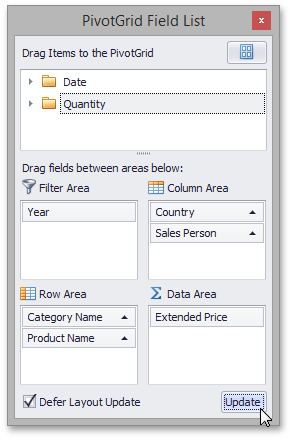 PivotGrid Field List
x
Drag Items to the PivotGrid
Date
Quantity
Drag fields between areas below:
Filter Area
Column Area
Year
Country
Sales Person
Row Area
Data Area
Category Name
Extended Price
Product Name
Defer Layout Update
Update